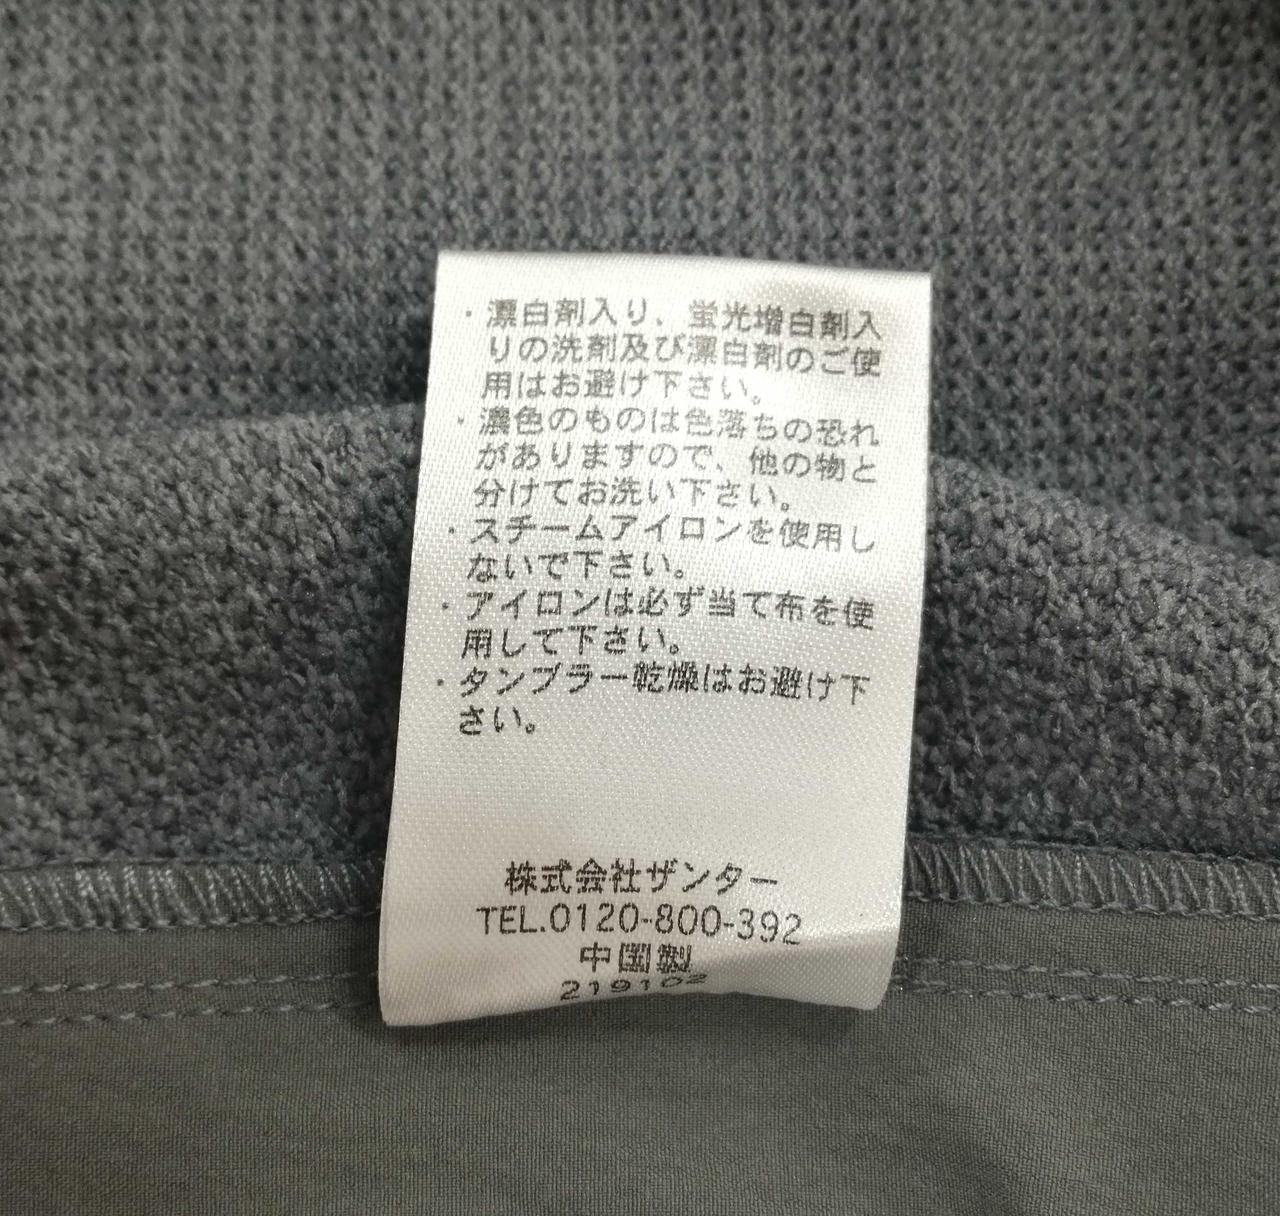 ・漂白剤入り、蛍光増白剤入
りの洗剤及び漂白剤のご使
用はお避け下さい。
・濃色のものは色落ちの恐れ
がありますので、他の物と
分けてお洗い下さい。
・スチームアイロンを使用し
ないで下さい。
・アイロンは必ず当て布を使
用して下さい。
・タンブラー乾燥はお避け下
さい。
株式会社ザンター
TEL.0120-800-392
中国製
219102